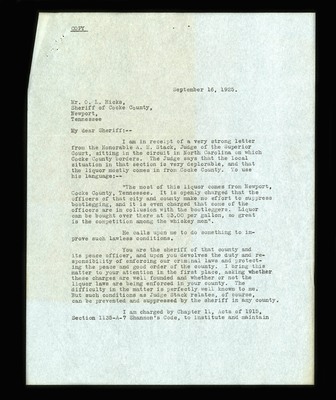 COPY
September 16, 1925.
Mr. O. L. Hicks,
Sheriff of Cocke County,
Newport,
Tennessee
My dear Sheriff:--
I am in receipt of a very strong letter
from the Honorable A. M. Stack, Judge of the Superior
Court, sitting in the circuit in North Carolina on which
Cocke County borders. The Judge says that the local
situation in that section is very deplorable, and that
the liquor mostly comes in from Cocke County. To use
his language:--
"The most of this liquor comes from Newport,
Cocke County, Tennessee. It is openly charged that the
officers of that city and county make no effort to suppress
bootlegging, and it is even charged that some of the
officers are in collusion with the bootleggers. Liquor
can be bought over there at $3.00 per gallon, so great
is the competition among the whiskey men".
He calls upon me to do something to im-
prove such lawless conditions.
You are the sheriff of that county and
its peace officer, and upon you devolves the duty and re-
sponsibility of enforcing our criminal laws and protect-
ing the peace and good order of the county. I bring this
matter to your attention in the first place, asking whether
these charges are well founded and whether or not the
liquor laws are being enforced in your county. The
difficulty in the matter is perfectly well known to me.
But such conditions as Judge Stack relates, of course,
can be prevented and suppressed by the sheriff in any county.
I am charged by Chapter 11, Acts of 1915,
Section 1135-A-7 Shannon's Code, to institute and maintain